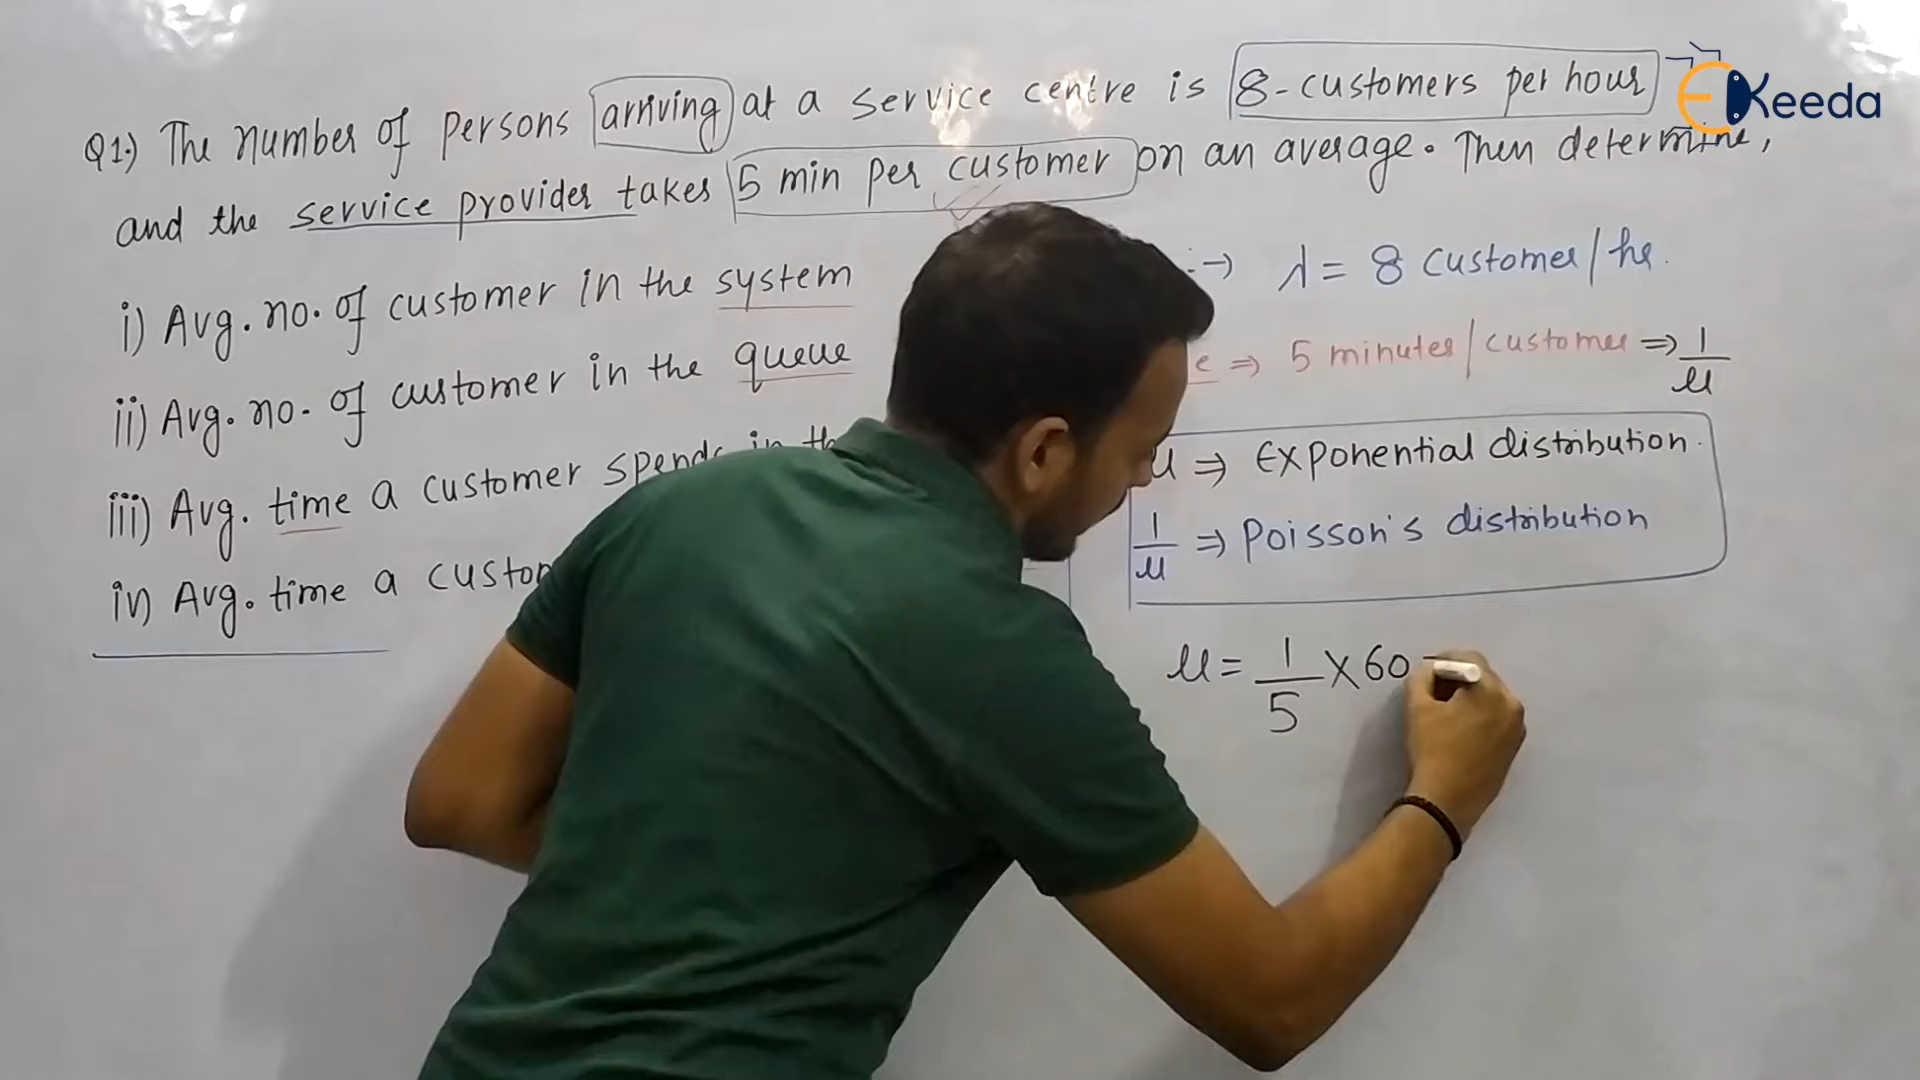 Q1.) The number of persons arriving at a service centre is 8-customers per hour
EKeeda
and the service provider takes 5 min per customer on an average. Then determine,
i) Avg. no. of customer in the system
ii) Avg. no. of customer in the queue
iii) Avg. time a customer spends in the
iv) Avg. time a
:→ λ = 8 customer/hr.
⇒ 5 minutes/customer ⇒ 1/μ
μ ⇒ Exponential distribution.
1/μ ⇒ Poisson's distribution
μ = 1/5 X 60